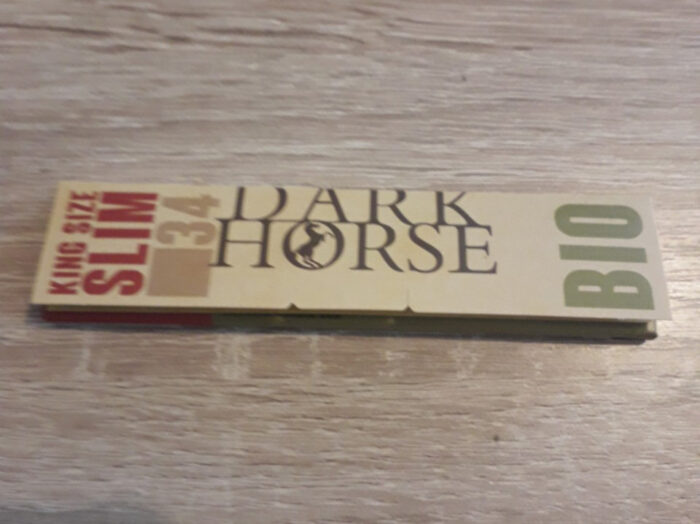 KING SIZE
SLIM
34
DARK
HORSE
BIO